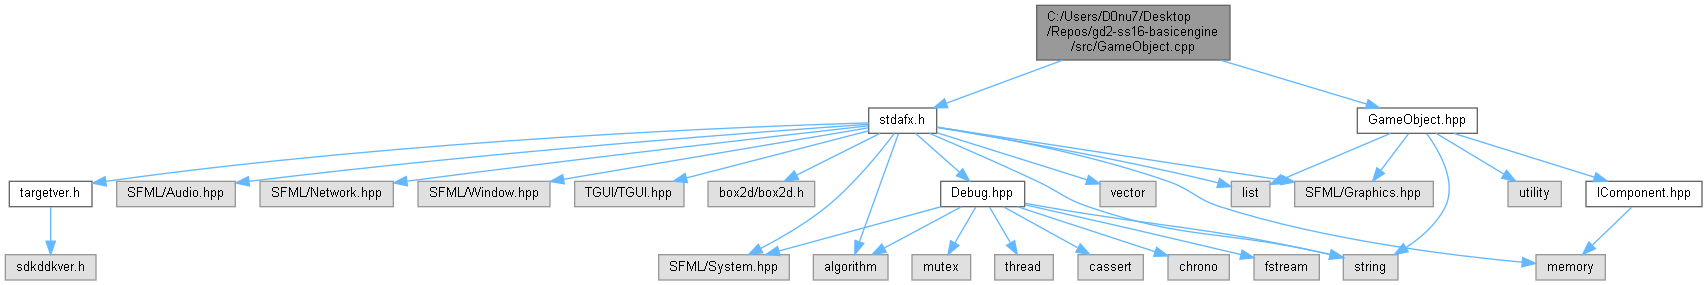 C:/Users/D0nu7/Desktop
/Repos/gd2-ss16-basicengine
/src/GameObject.cpp
stdafx.h
GameObject.hpp
targetver.h
SFML/Audio.hpp
SFML/Network.hpp
SFML/Window.hpp
TGUI/TGUI.hpp
box2d/box2d.h
Debug.hpp
vector
list
SFML/Graphics.hpp
utility
IComponent.hpp
sdkddkver.h
SFML/System.hpp
algorithm
mutex
thread
cassert
chrono
fstream
string
memory